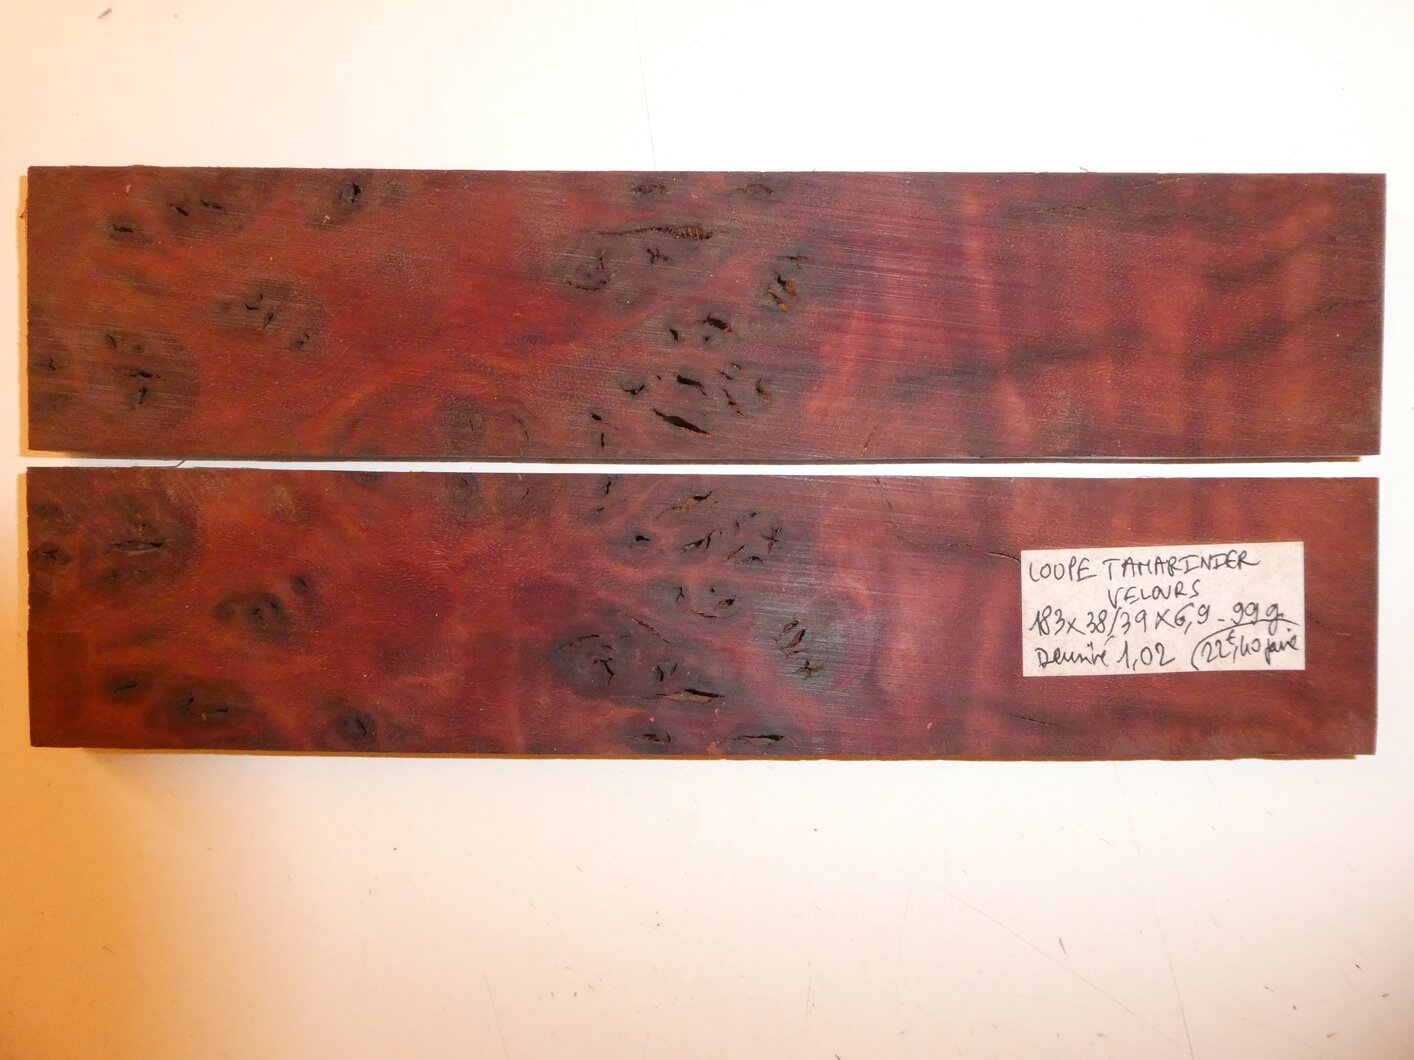 LOUPE TAMARINIER
VELOURS
183x38/39x6,9 - 99g
Densité 1,02 (22€,40 paire